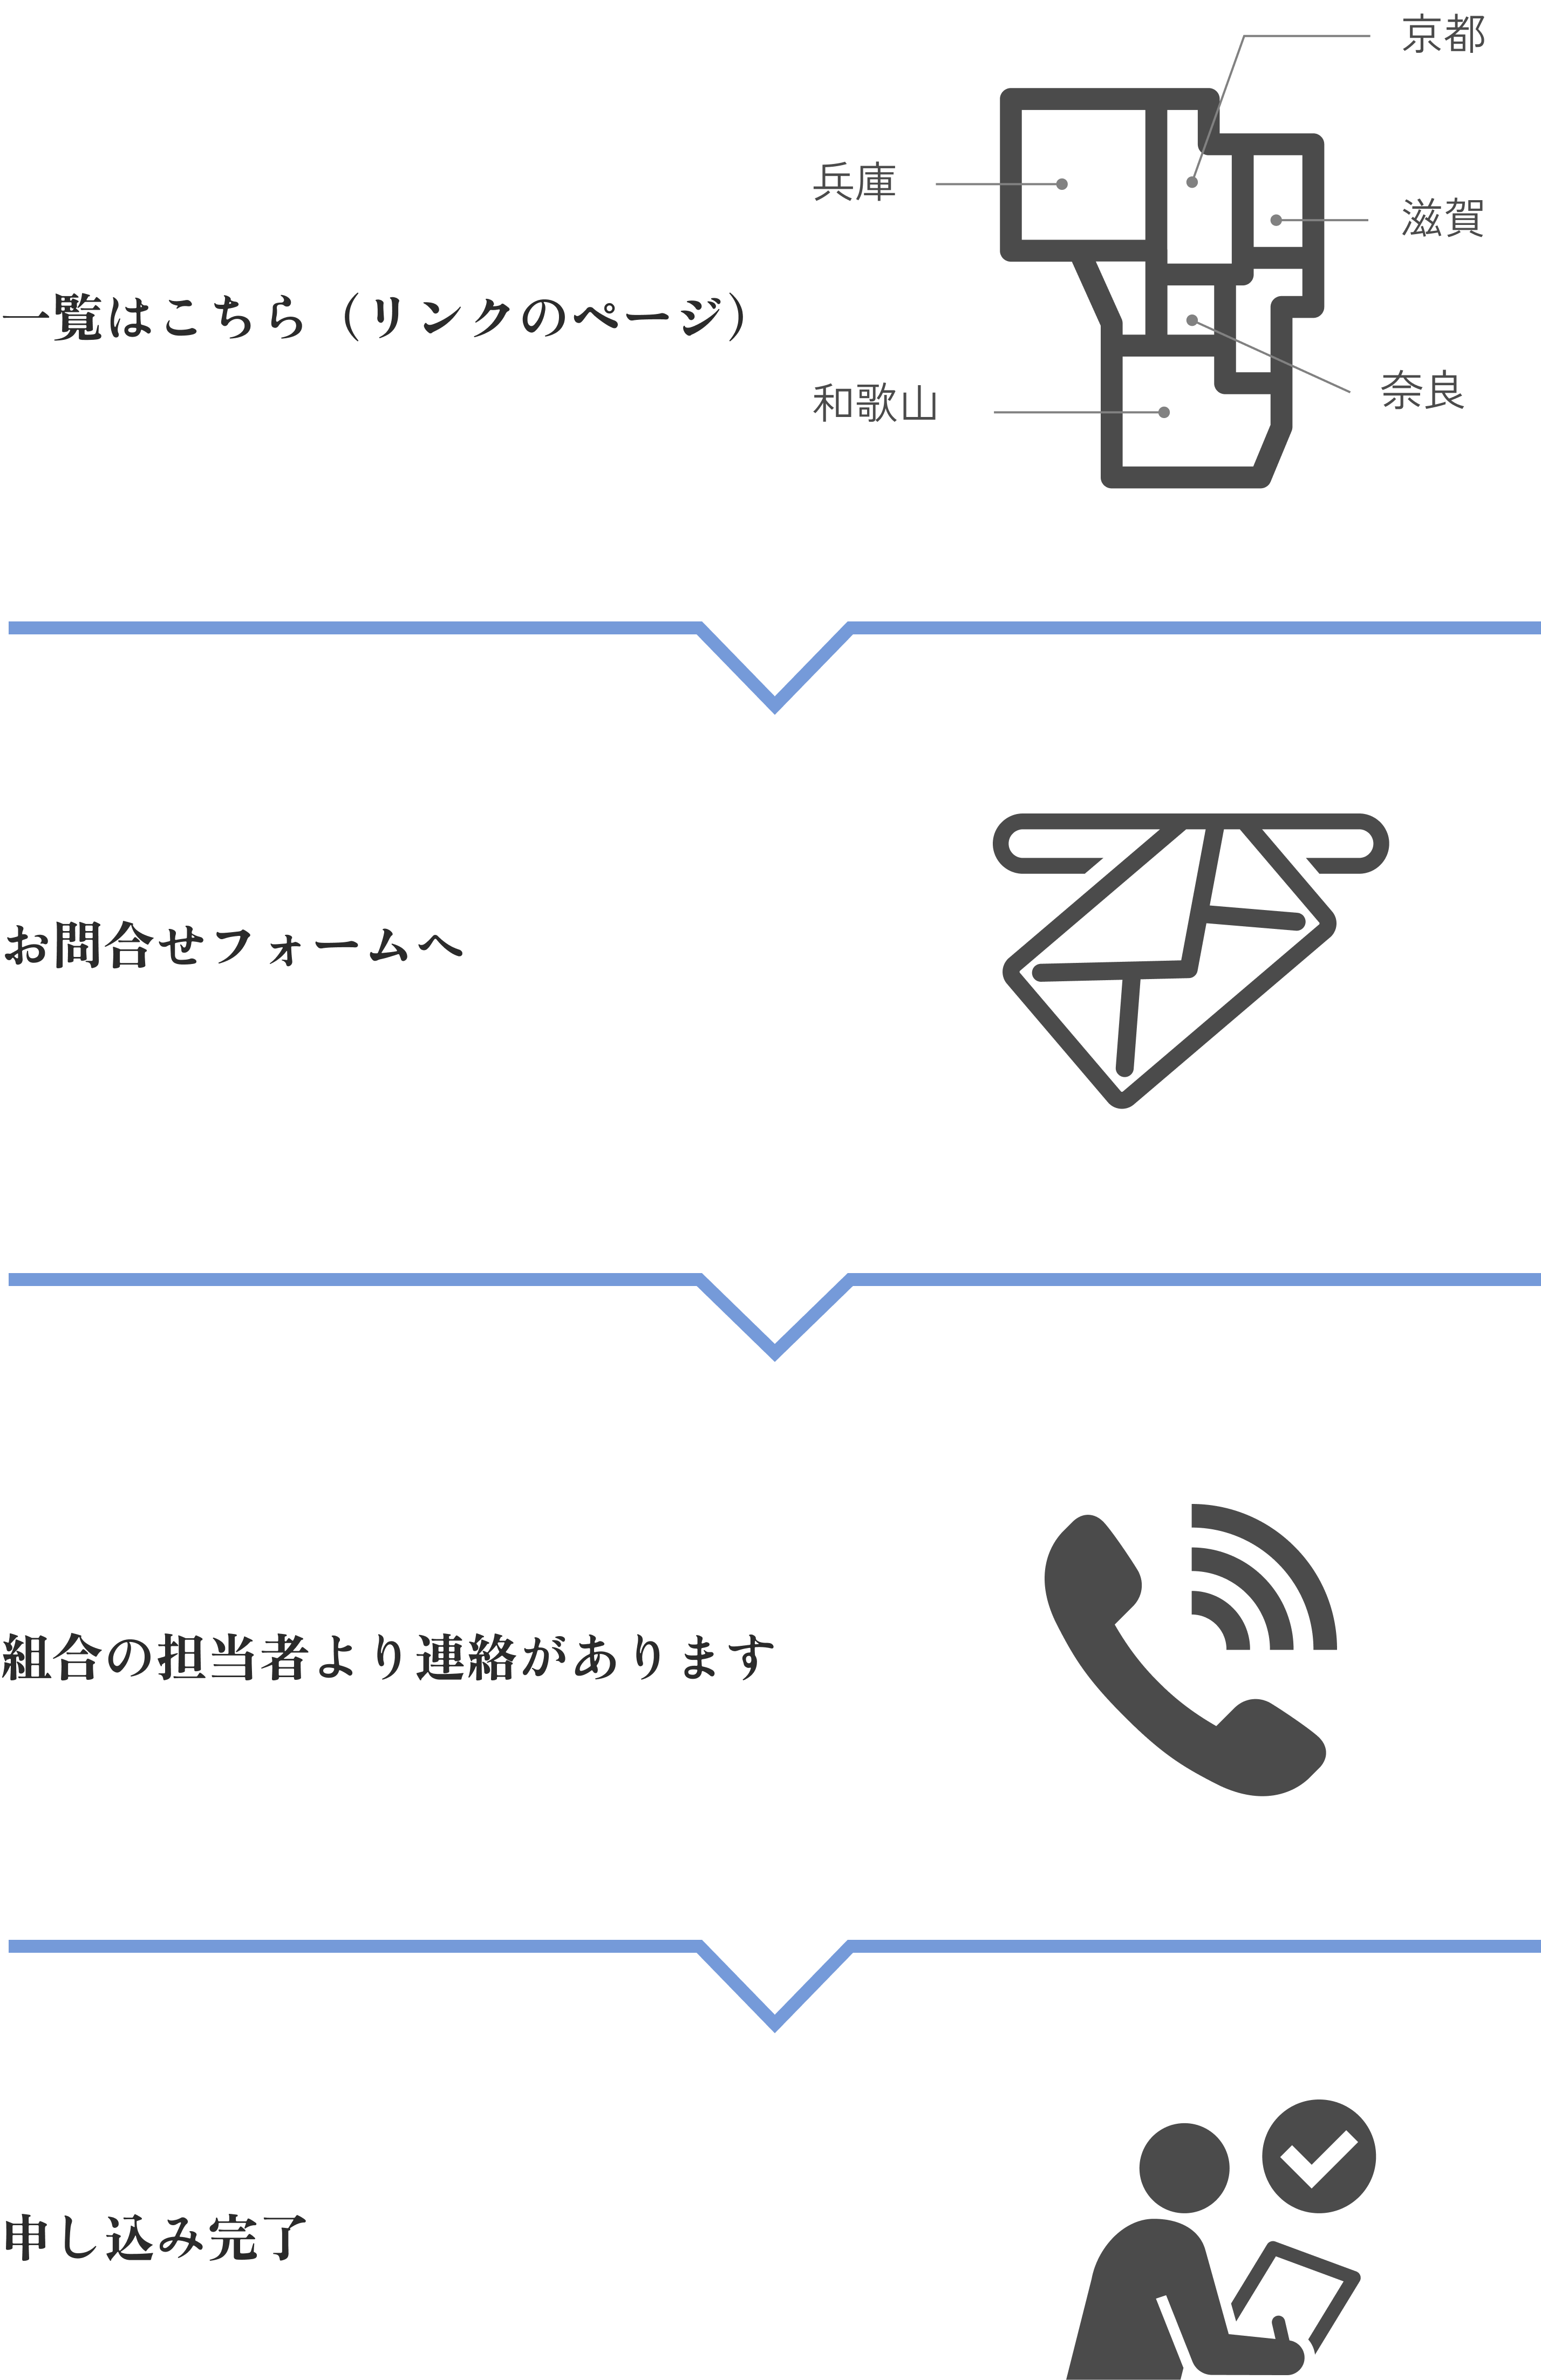 京都
兵庫
滋賀
一覧はこちら（リンクのページ）
奈良
和歌山
お問合せフォームへ
組合の担当者より連絡があります
申し込み完了